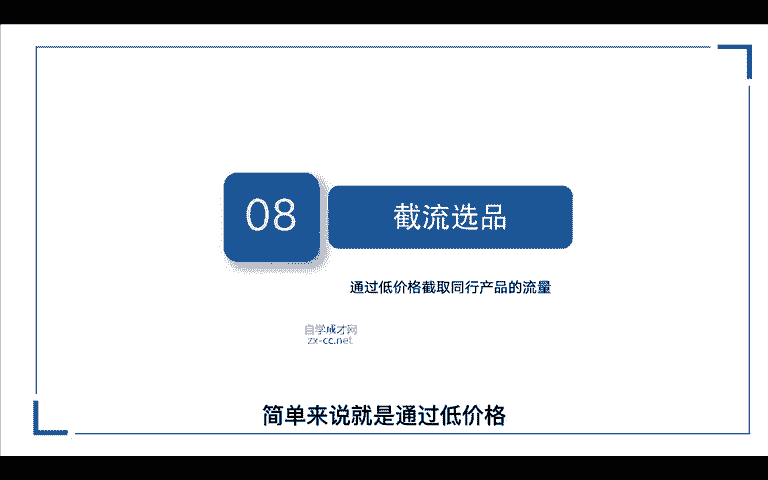 08
截流选品
通过低价格截取同行产品的流量
自学成才网
zx-cc.net
简单来说就是通过低价格